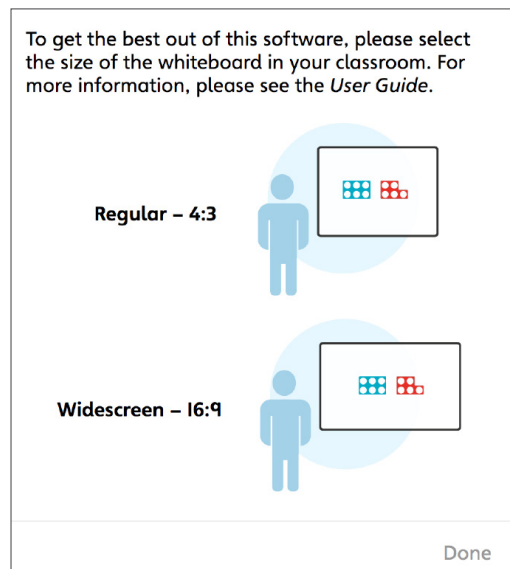 To get the best out of this software, please select
the size of the whiteboard in your classroom. For
more information, please see the User Guide.
Regular – 4:3
Widescreen – 16:9
Done